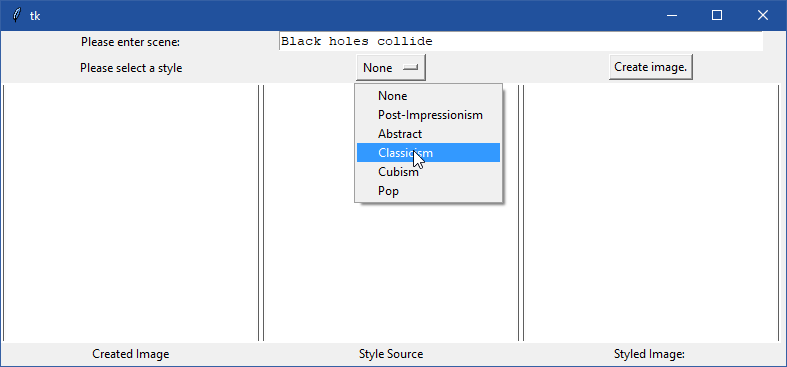 tk
Please enter scene: Black holes collide
Please select a style None Create image.
None
Post-Impressionism
Abstract
Classicism
Cubism
Pop
Created Image Style Source Styled Image: